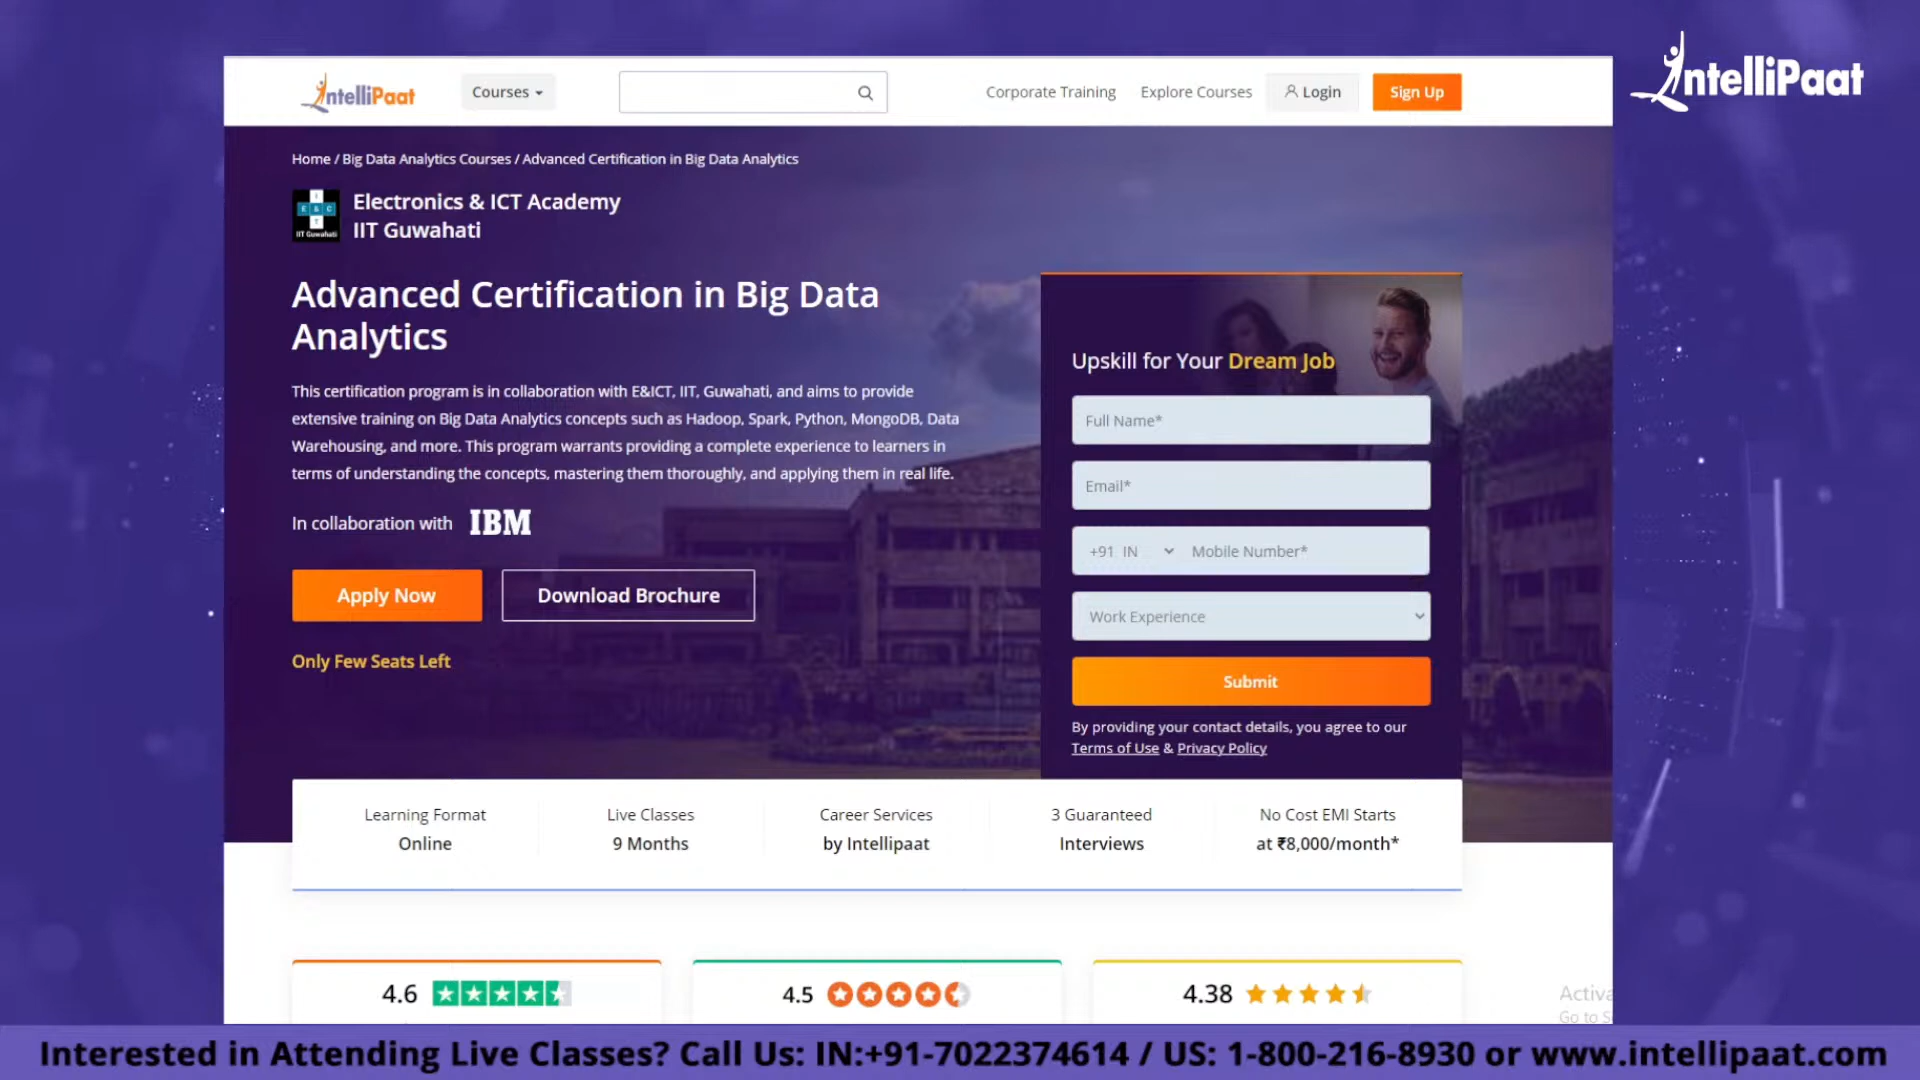 IntelliPaat
IntelliPaat
Courses
Corporate Training
Explore Courses
Login
Sign Up
Home / Big Data Analytics Courses / Advanced Certification in Big Data Analytics
E & C
IIT Guwahati
Electronics & ICT Academy
IIT Guwahati
Advanced Certification in Big Data
Analytics
This certification program is in collaboration with E&ICT, IIT, Guwahati, and aims to provide
extensive training on Big Data Analytics concepts such as Hadoop, Spark, Python, MongoDB, Data
Warehousing, and more. This program warrants providing a complete experience to learners in
terms of understanding the concepts, mastering them thoroughly, and applying them in real life.
In collaboration with IBM
Apply Now
Download Brochure
Only Few Seats Left
Upskill for Your Dream Job
Full Name*
Email*
+91 IN Mobile Number*
Work Experience
Submit
By providing your contact details, you agree to our
Terms of Use & Privacy Policy
Learning Format
Online
Live Classes
9 Months
Career Services
by Intellipaat
3 Guaranteed
Interviews
No Cost EMI Starts
at ₹8,000/month*
4.6
4.5
4.38
Activa
Go to S
Interested in Attending Live Classes? Call Us: IN:+91-7022374614 / US: 1-800-216-8930 or www.intellipaat.com